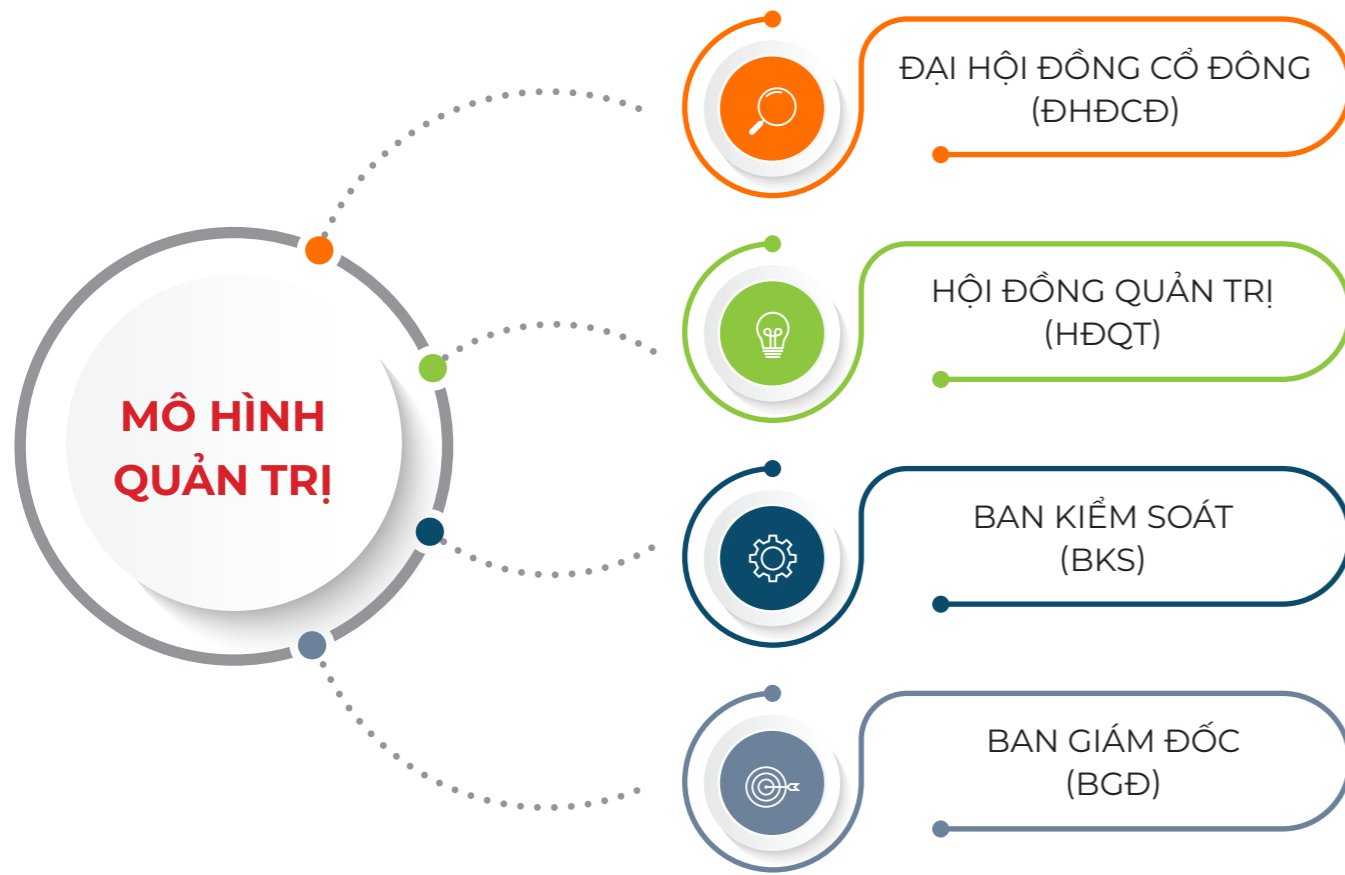 MÔ HÌNH
QUẢN TRỊ
ĐẠI HỘI ĐỒNG CỔ ĐÔNG
(ĐHĐCĐ)
HỘI ĐỒNG QUẢN TRỊ
(HĐQT)
BAN KIỂM SOÁT
(BKS)
BAN GIÁM ĐỐC
(BGĐ)